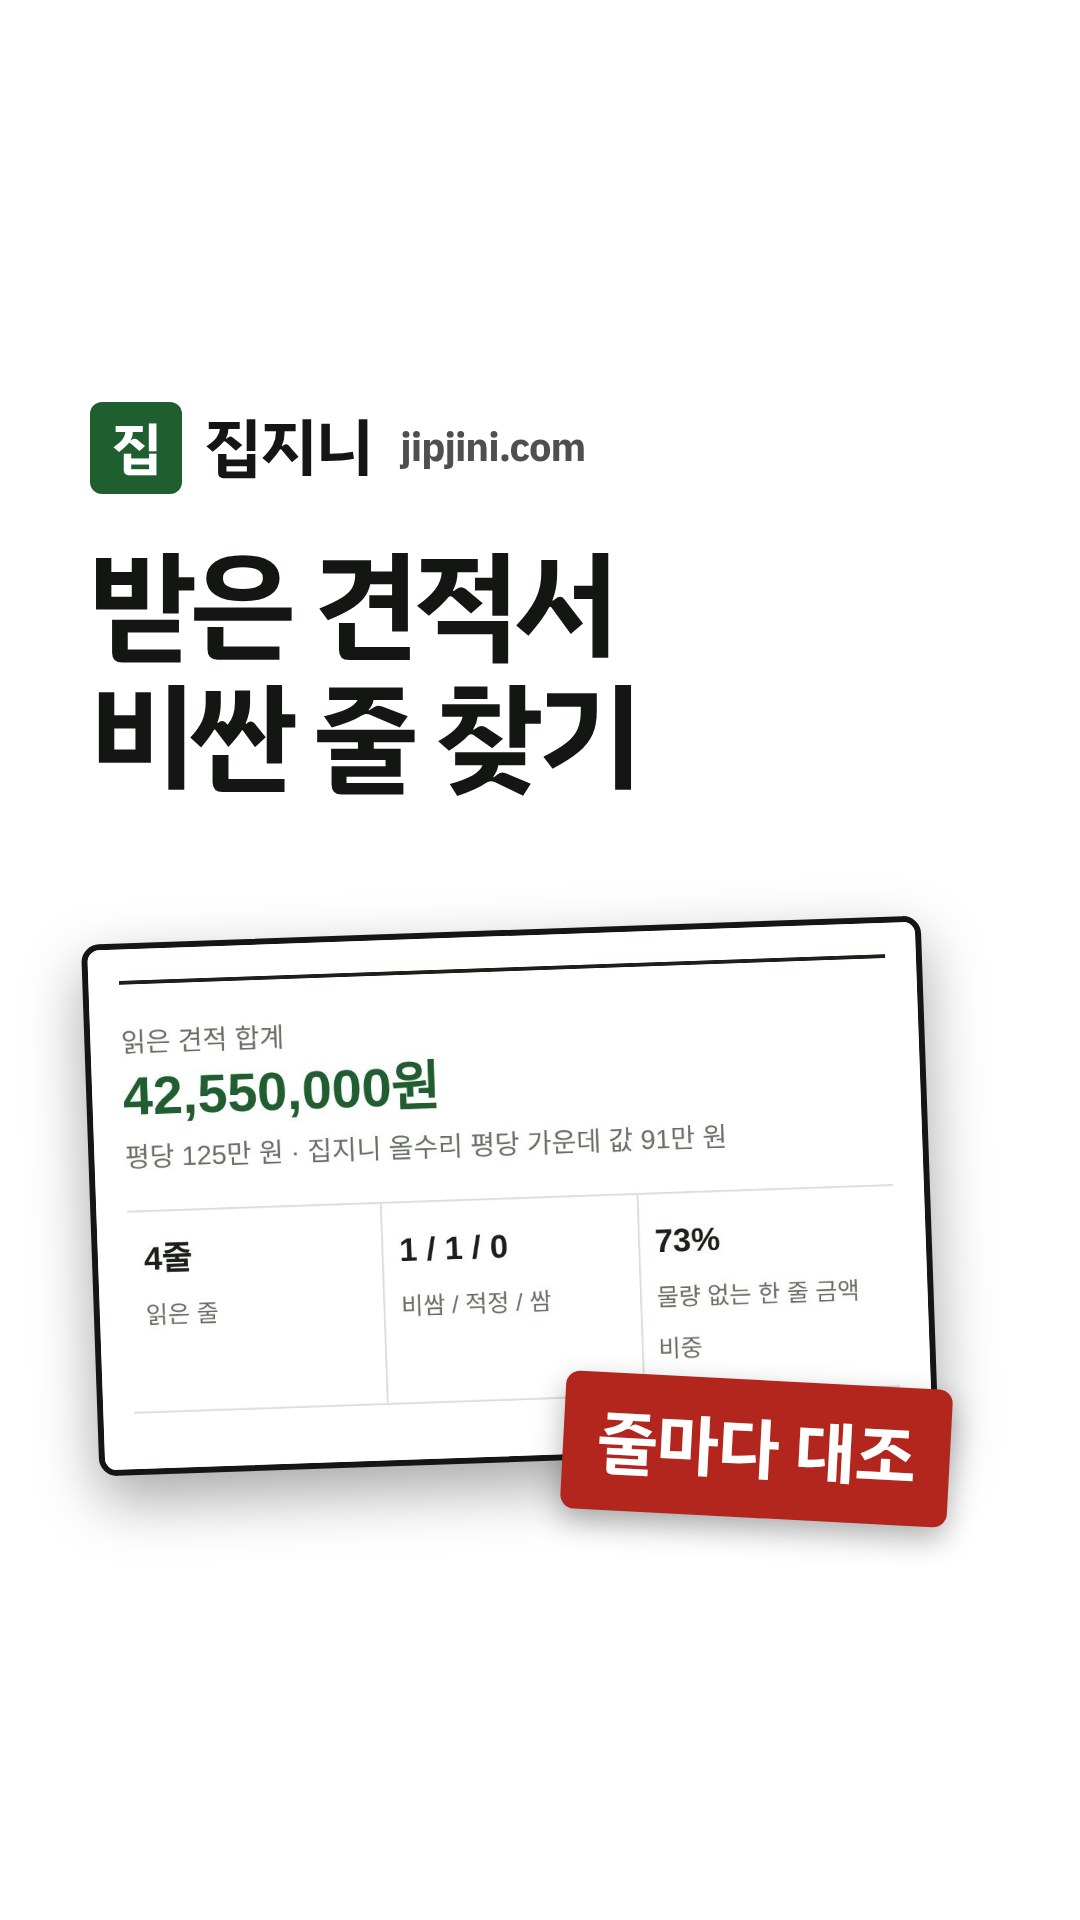 집 집지니 jipjini.com
받은 견적서
비싼 줄 찾기
읽은 견적 합계
42,550,000원
평당 125만 원 · 집지니 올수리 평당 가운데 값 91만 원
4줄
읽은 줄
1 / 1 / 0
비쌈 / 적정 / 쌈
73%
물량 없는 한 줄 금액
비중
줄마다 대조